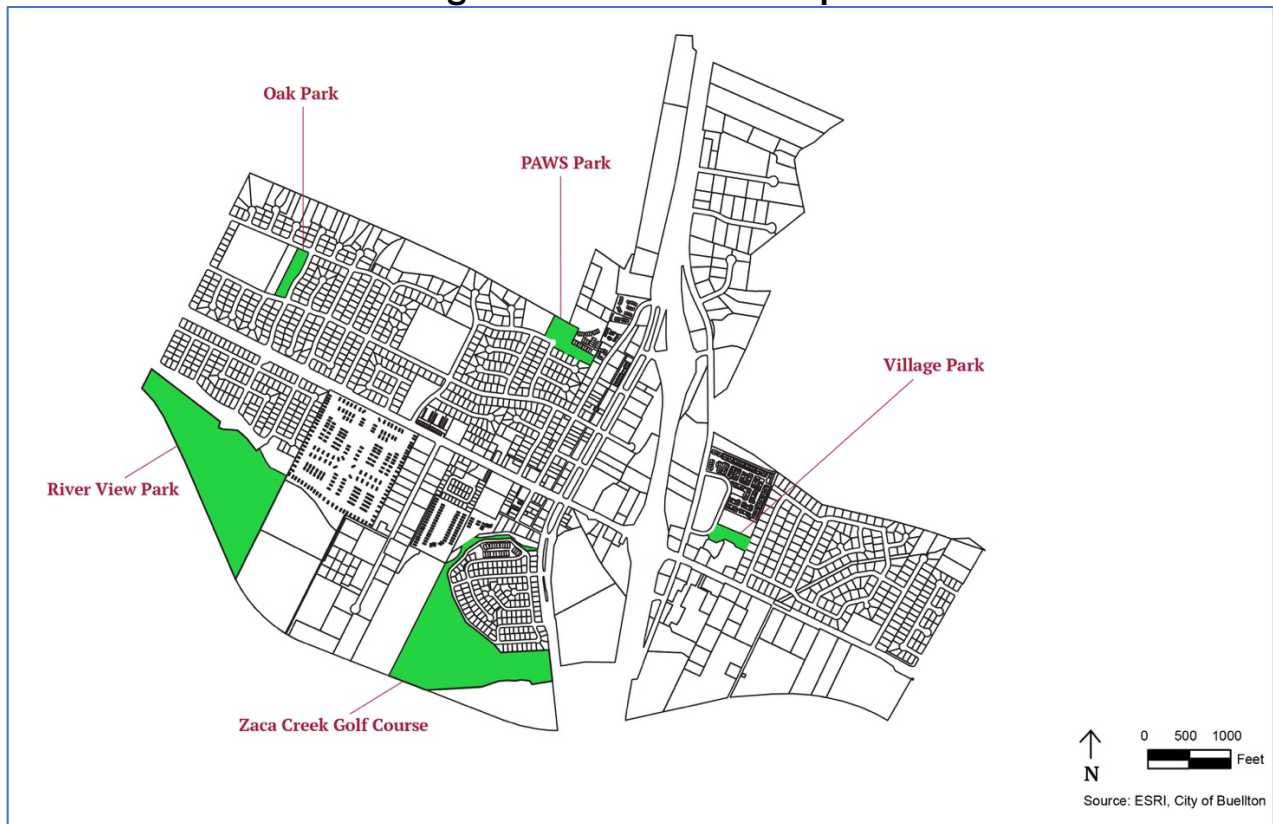 Oak Park
PAWS Park
Village Park
River View Park
Zaca Creek Golf Course
0 500 1000
Feet
N
Source: ESRI, City of Buellton